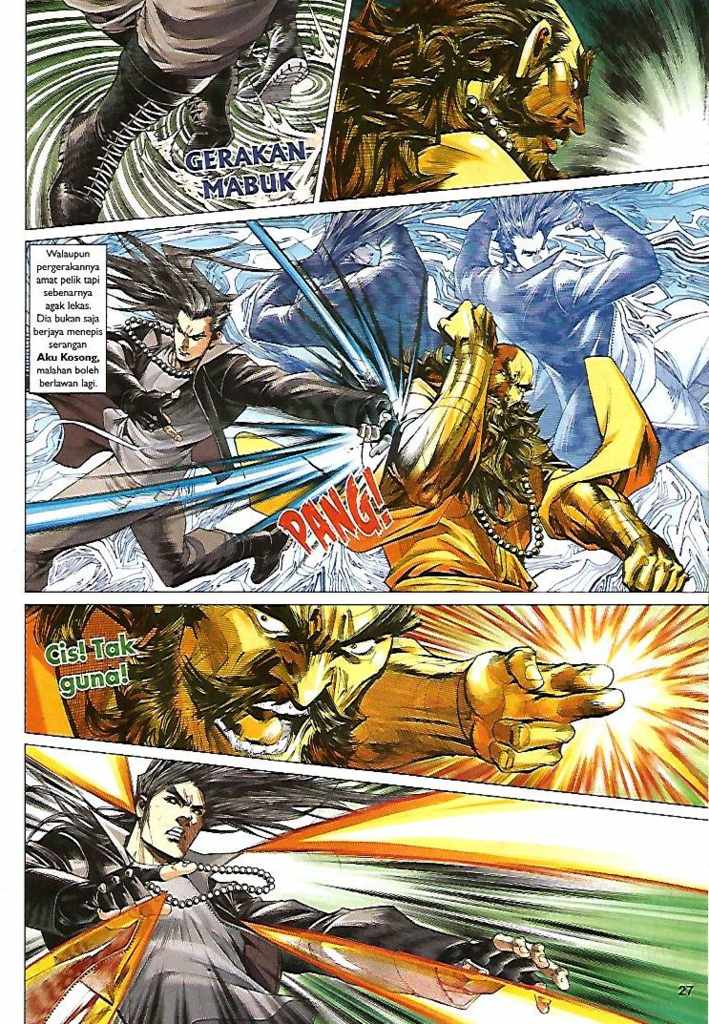 GERAKAN
MABUK
Walaupun
pergerakannya
amat pelik tapi
sebenarnya
agak lekas.
Dia bukan saja
berjaya menepis
serangan
Aku Kosong,
malahan boleh
berlawan lagi.
PANG!
Cis! Tak
guna!
27